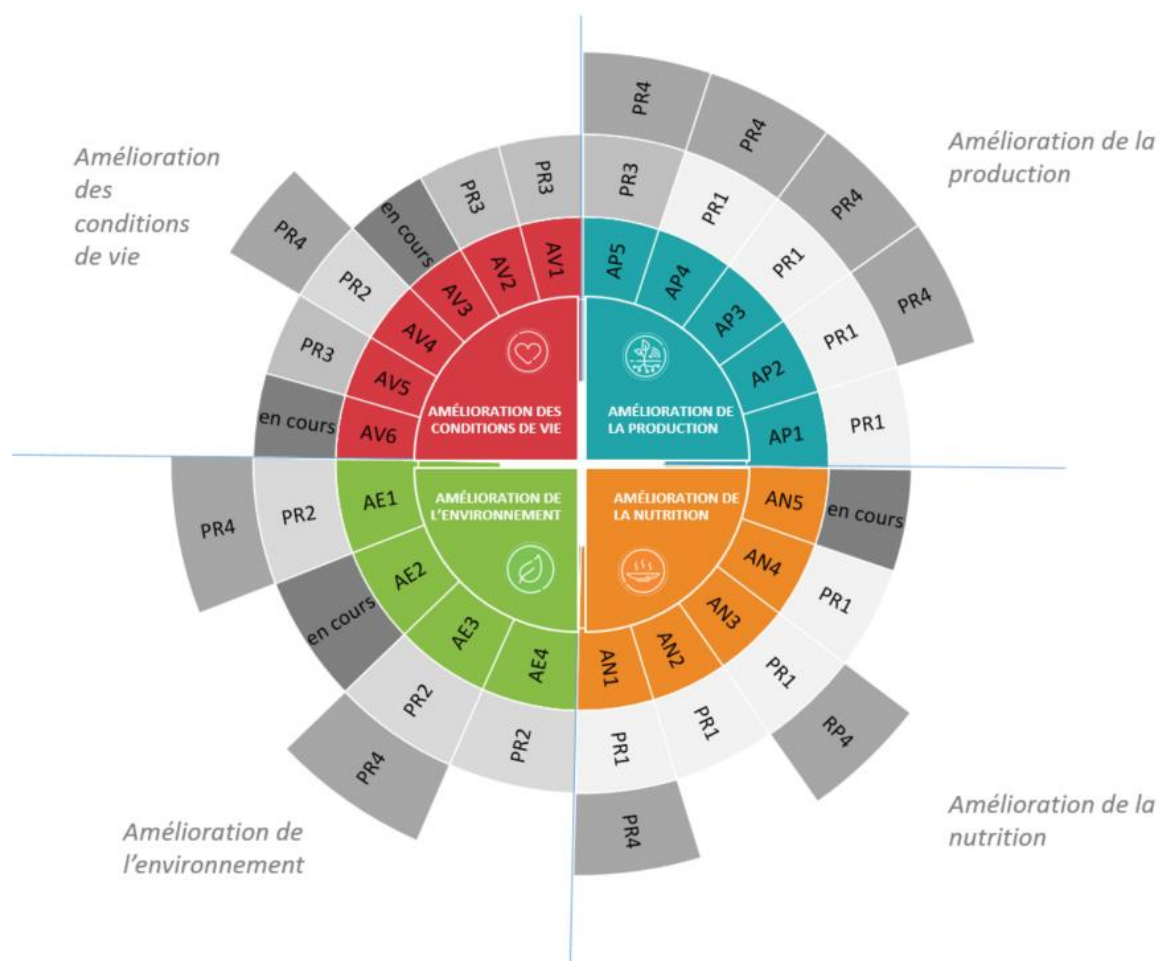 Amélioration
des
conditions
de vie
Amélioration de la
production
Amélioration de
l'environnement
Amélioration de la
nutrition
AMÉLIORATION DES
CONDITIONS DE VIE
AV1
PR3
AV2
PR3
AV3
en cours
AV4
PR2
PR4
AV5
PR3
AV6
en cours
AMÉLIORATION DE
LA PRODUCTION
AP5
PR3
PR4
AP4
PR1
PR4
AP3
PR1
PR4
AP2
PR1
PR4
AP1
PR1
AMÉLIORATION DE
L'ENVIRONNEMENT
AE1
PR2
PR4
AE2
en cours
AE3
PR2
PR4
AE4
PR2
AMÉLIORATION DE
LA NUTRITION
AN5
en cours
AN4
PR1
AN3
PR1
RP4
AN2
PR1
AN1
PR1
PR4